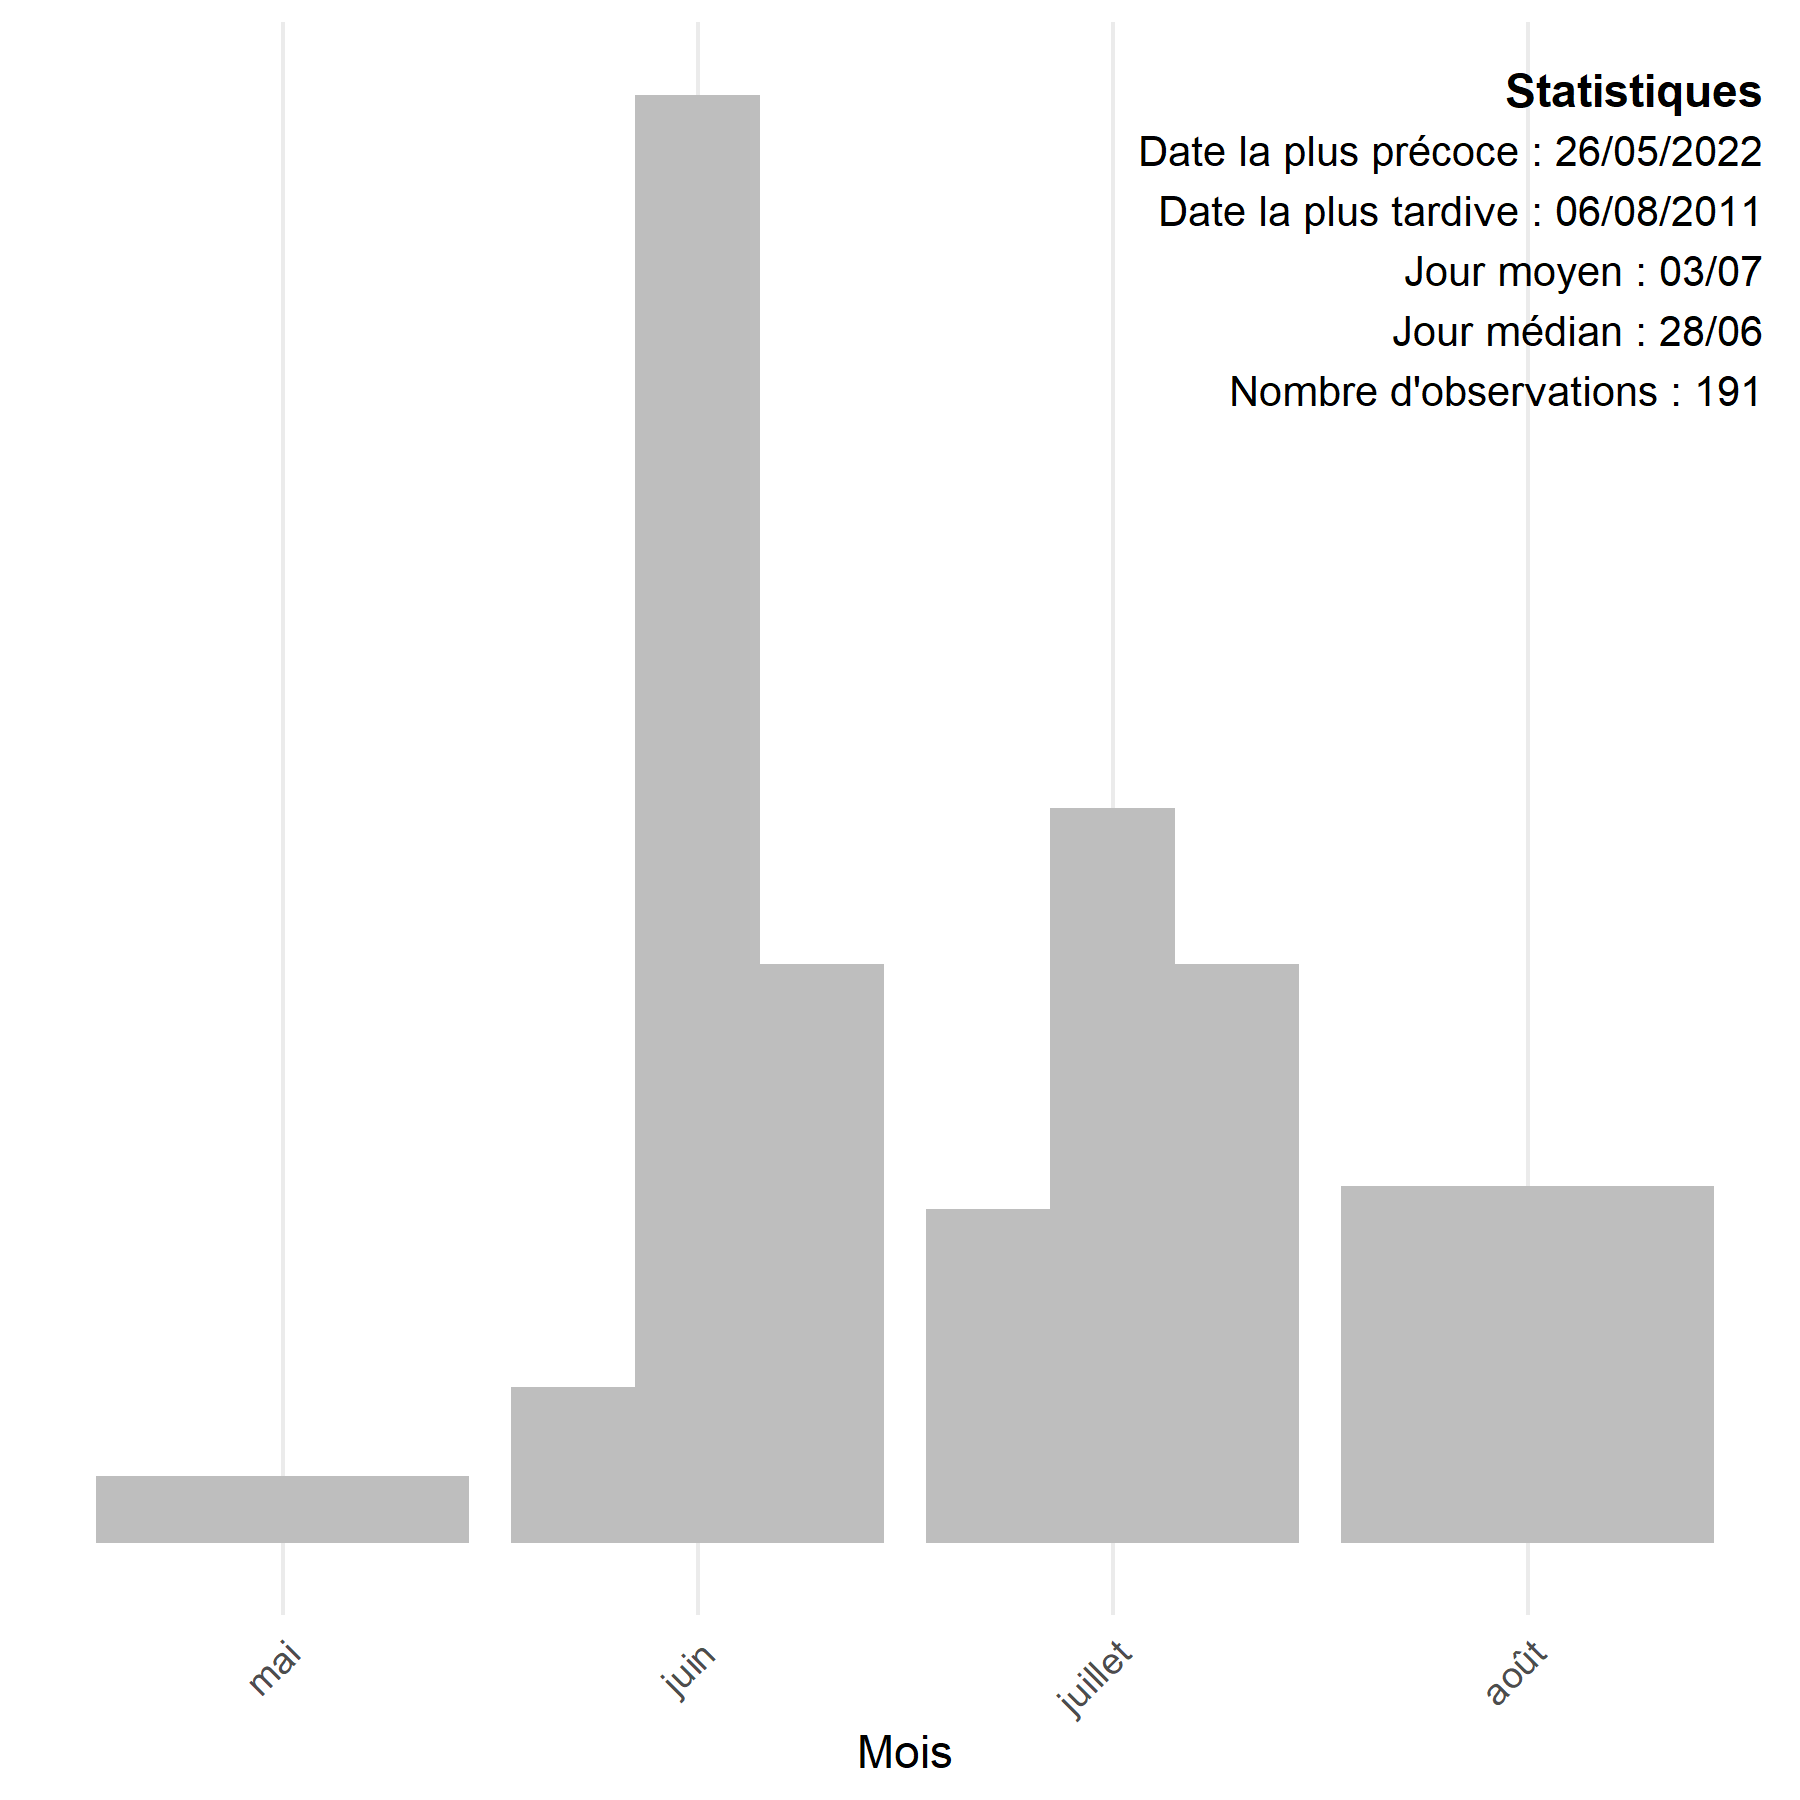 Statistiques
Date la plus précoce : 26/05/2022
Date la plus tardive : 06/08/2011
Jour moyen : 03/07
Jour médian : 28/06
Nombre d'observations : 191
mai
juin
juillet
août
Mois